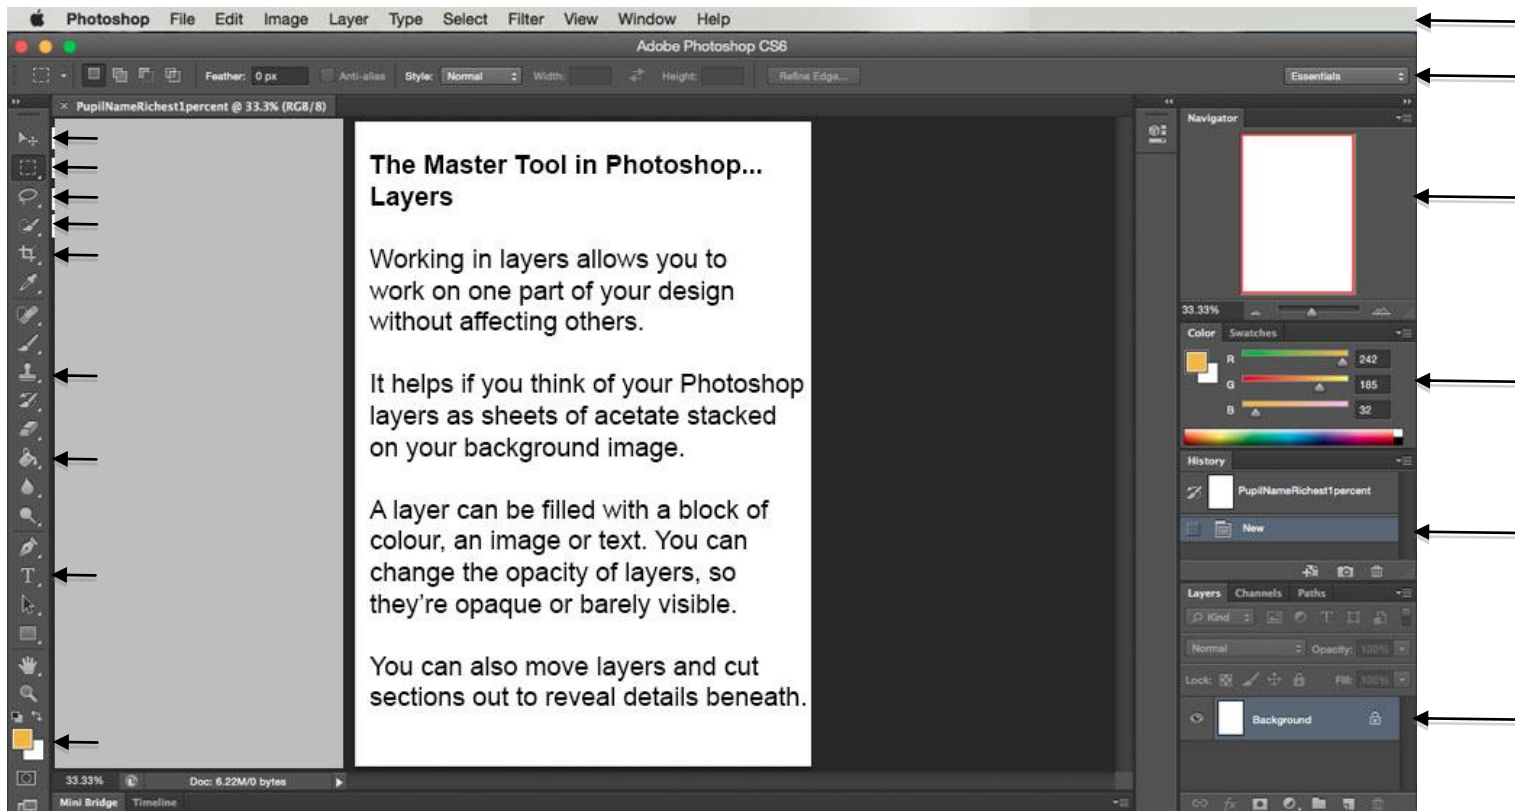 Photoshop File Edit Image Layer Type Select Filter View Window Help
Adobe Photoshop CS6
Feather: 0 px Anti-alias Style: Normal Width: Height: Refine Edge... Essentials
× PupilNameRichest1percent @ 33.3% (RGB/8)
The Master Tool in Photoshop...
Layers
Working in layers allows you to
work on one part of your design
without affecting others.
It helps if you think of your Photoshop
layers as sheets of acetate stacked
on your background image.
A layer can be filled with a block of
colour, an image or text. You can
change the opacity of layers, so
they're opaque or barely visible.
You can also move layers and cut
sections out to reveal details beneath.
33.33% Doc: 6.22M/0 bytes
Mini Bridge Timeline
Navigator
33.33%
Color Swatches
R 242
G 185
B 32
History
PupilNameRichest1percent
New
Layers Channels Paths
Kind
Normal Opacity: 100%
Lock: Fill: 100%
Background
fx